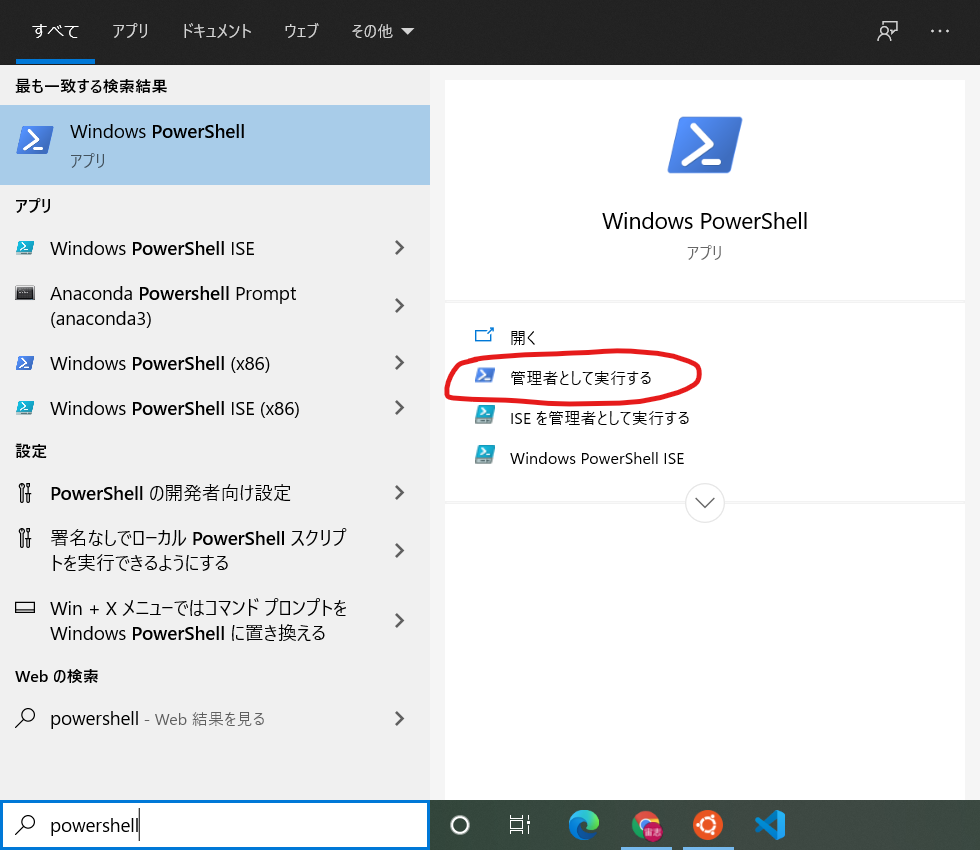 すべて アプリ ドキュメント ウェブ その他
最も一致する検索結果
Windows PowerShell
アプリ
アプリ
Windows PowerShell ISE
Anaconda Powershell Prompt
(anaconda3)
Windows PowerShell (x86)
Windows PowerShell ISE (x86)
設定
PowerShell の開発者向け設定
署名なしでローカル PowerShell スクリプ
トを実行できるようにする
Win + X メニューではコマンド プロンプトを
Windows PowerShell に置き換える
Web の検索
powershell - Web 結果を見る
powershell
Windows PowerShell
アプリ
開く
管理者として実行する
ISE を管理者として実行する
Windows PowerShell ISE